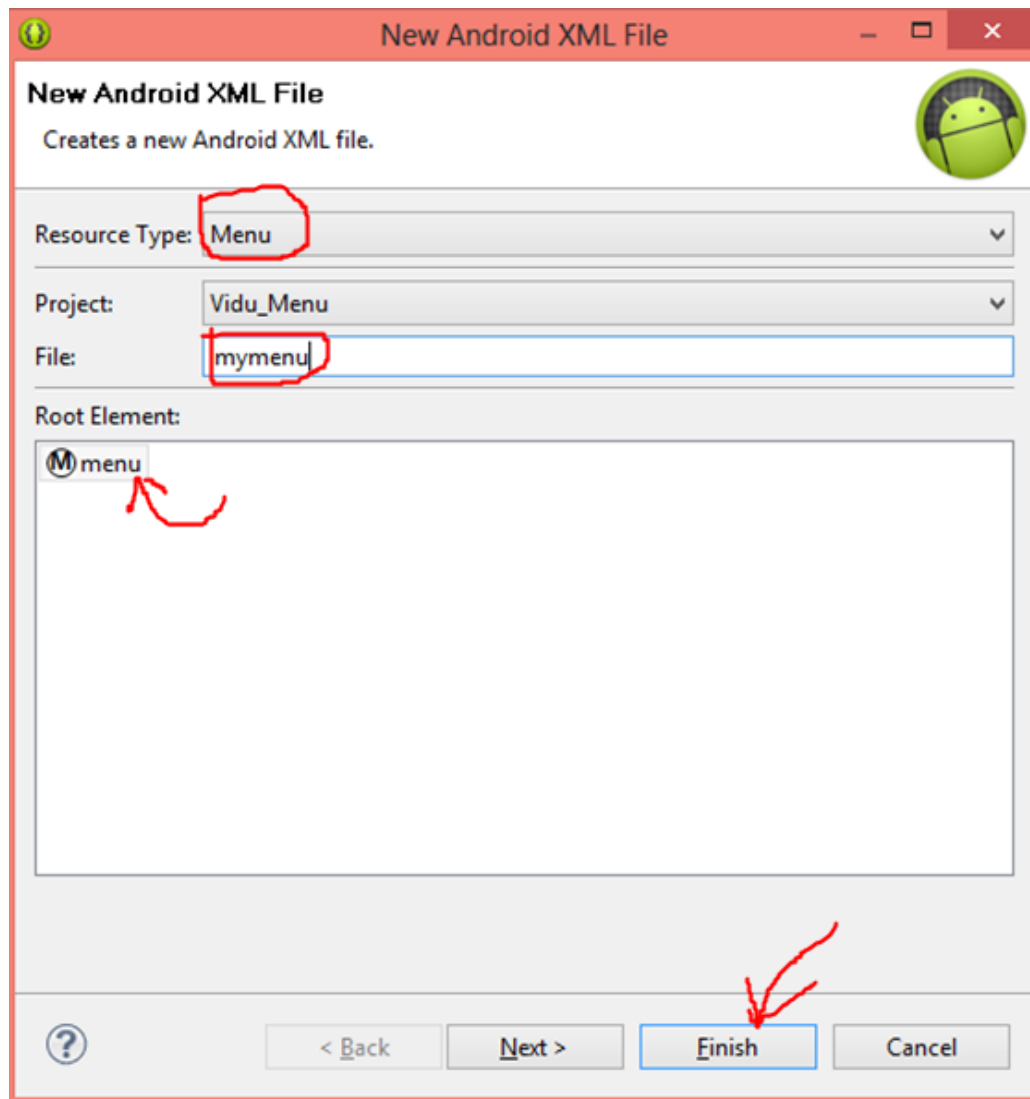 New Android XML File
New Android XML File
Creates a new Android XML file.
Resource Type: Menu
Project: Vidu_Menu
File: mymenu
Root Element:
M menu
? < Back Next > Finish Cancel